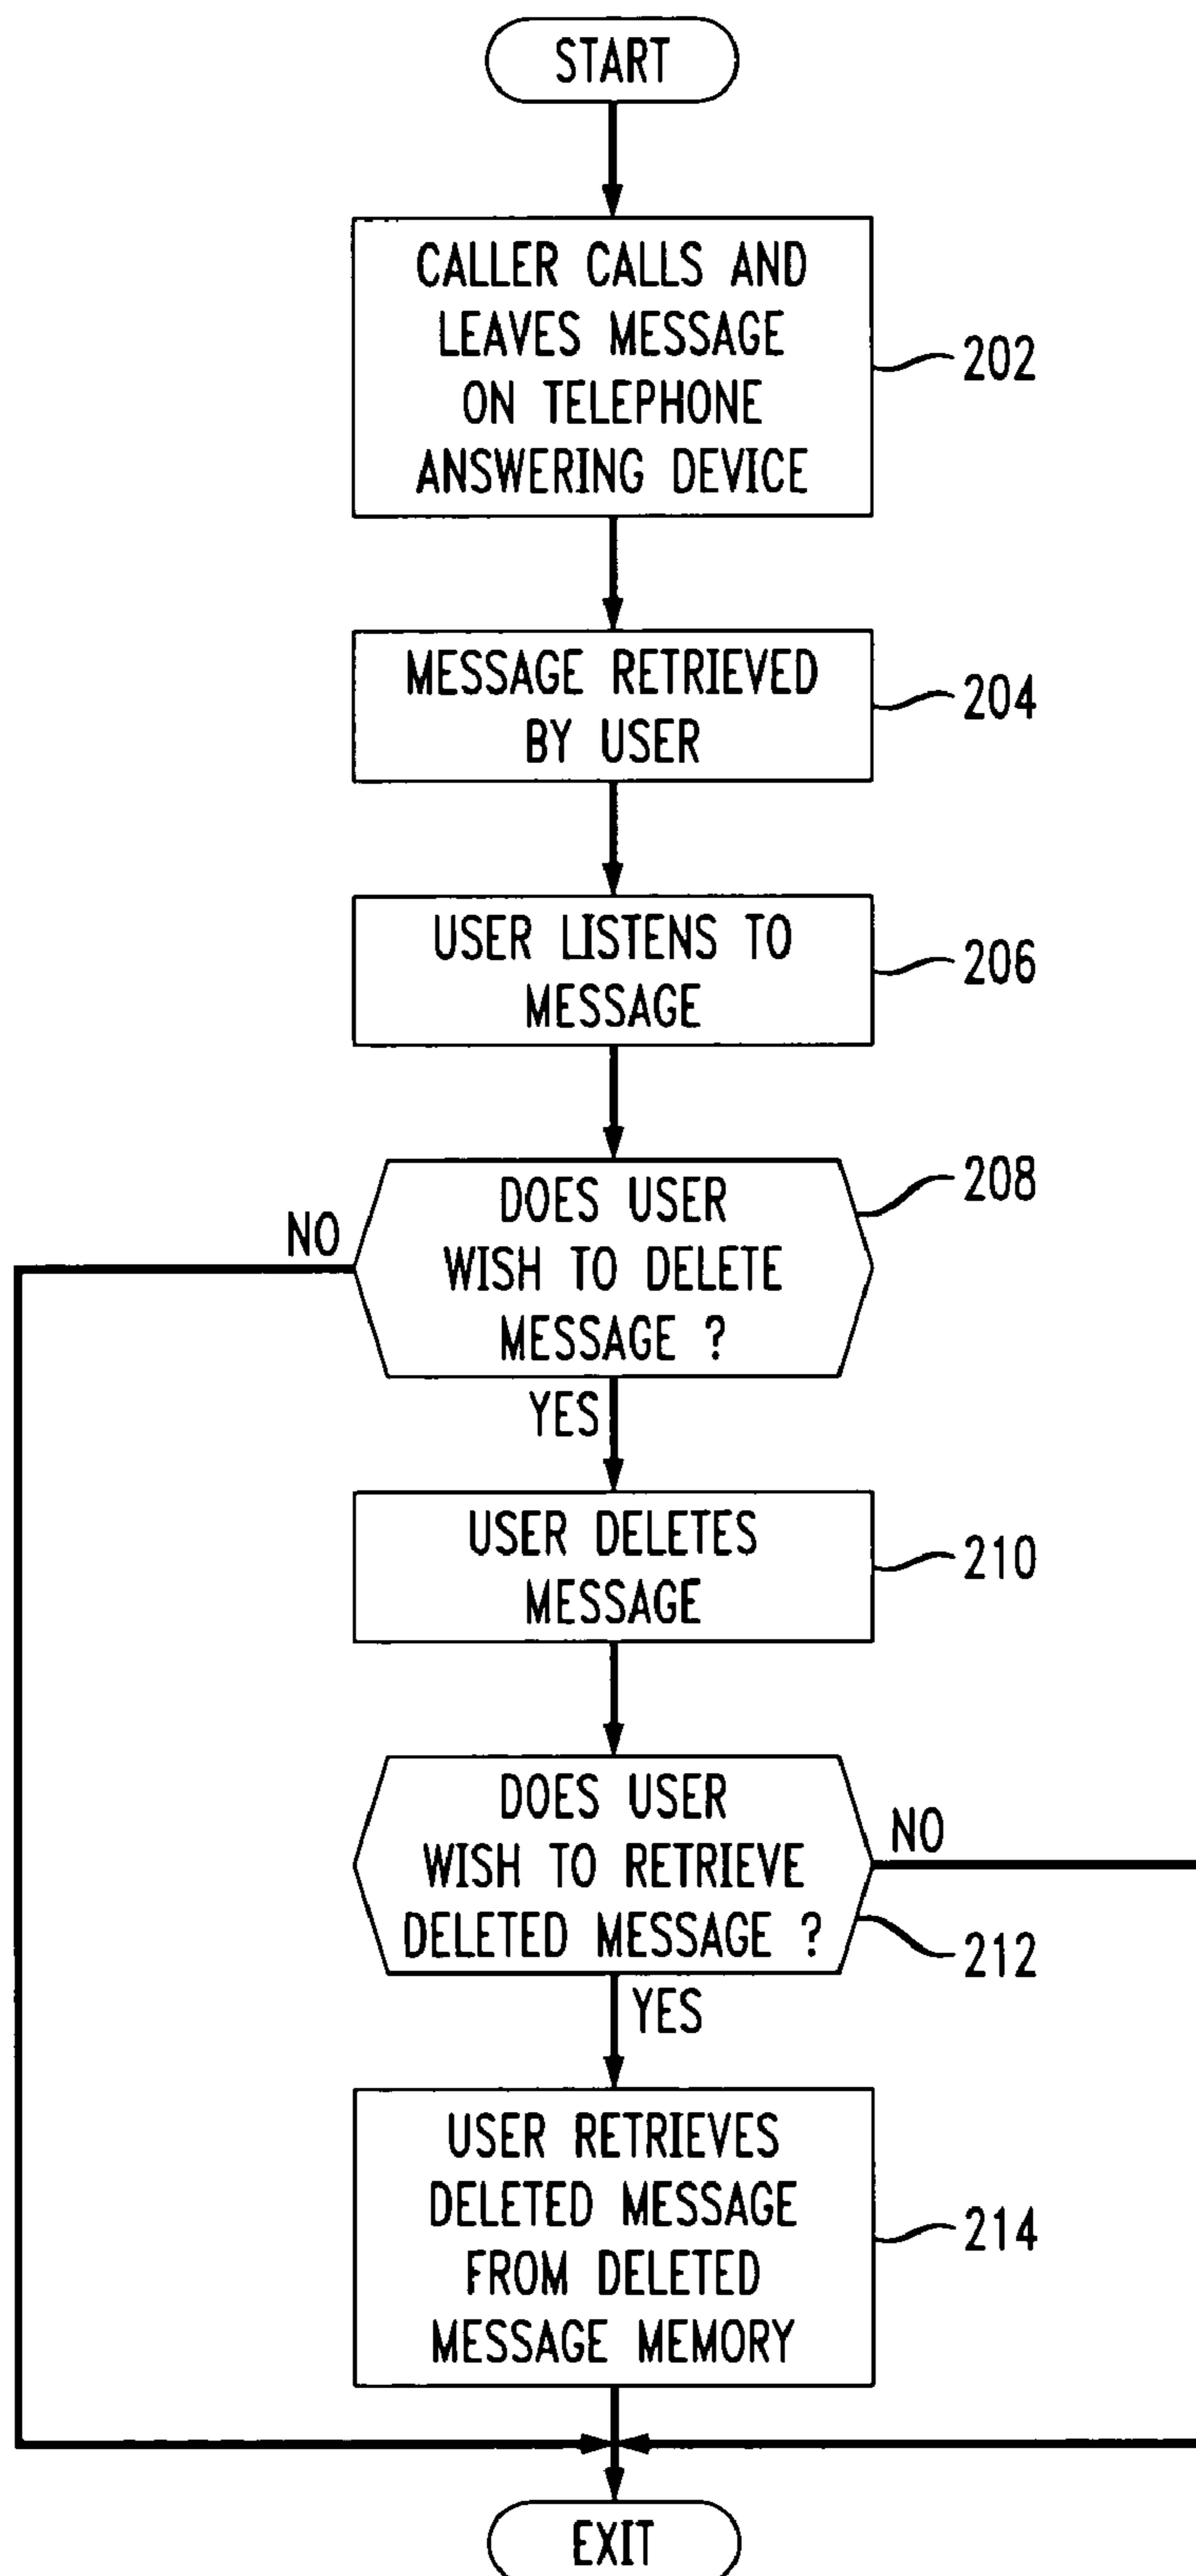 START
CALLER CALLS AND
LEAVES MESSAGE
ON TELEPHONE
ANSWERING DEVICE
202
MESSAGE RETRIEVED
BY USER
204
USER LISTENS TO
MESSAGE
206
DOES USER
WISH TO DELETE
MESSAGE ?
208
NO
YES
USER DELETES
MESSAGE
210
DOES USER
WISH TO RETRIEVE
DELETED MESSAGE ?
NO
212
YES
USER RETRIEVES
DELETED MESSAGE
FROM DELETED
MESSAGE MEMORY
214
EXIT